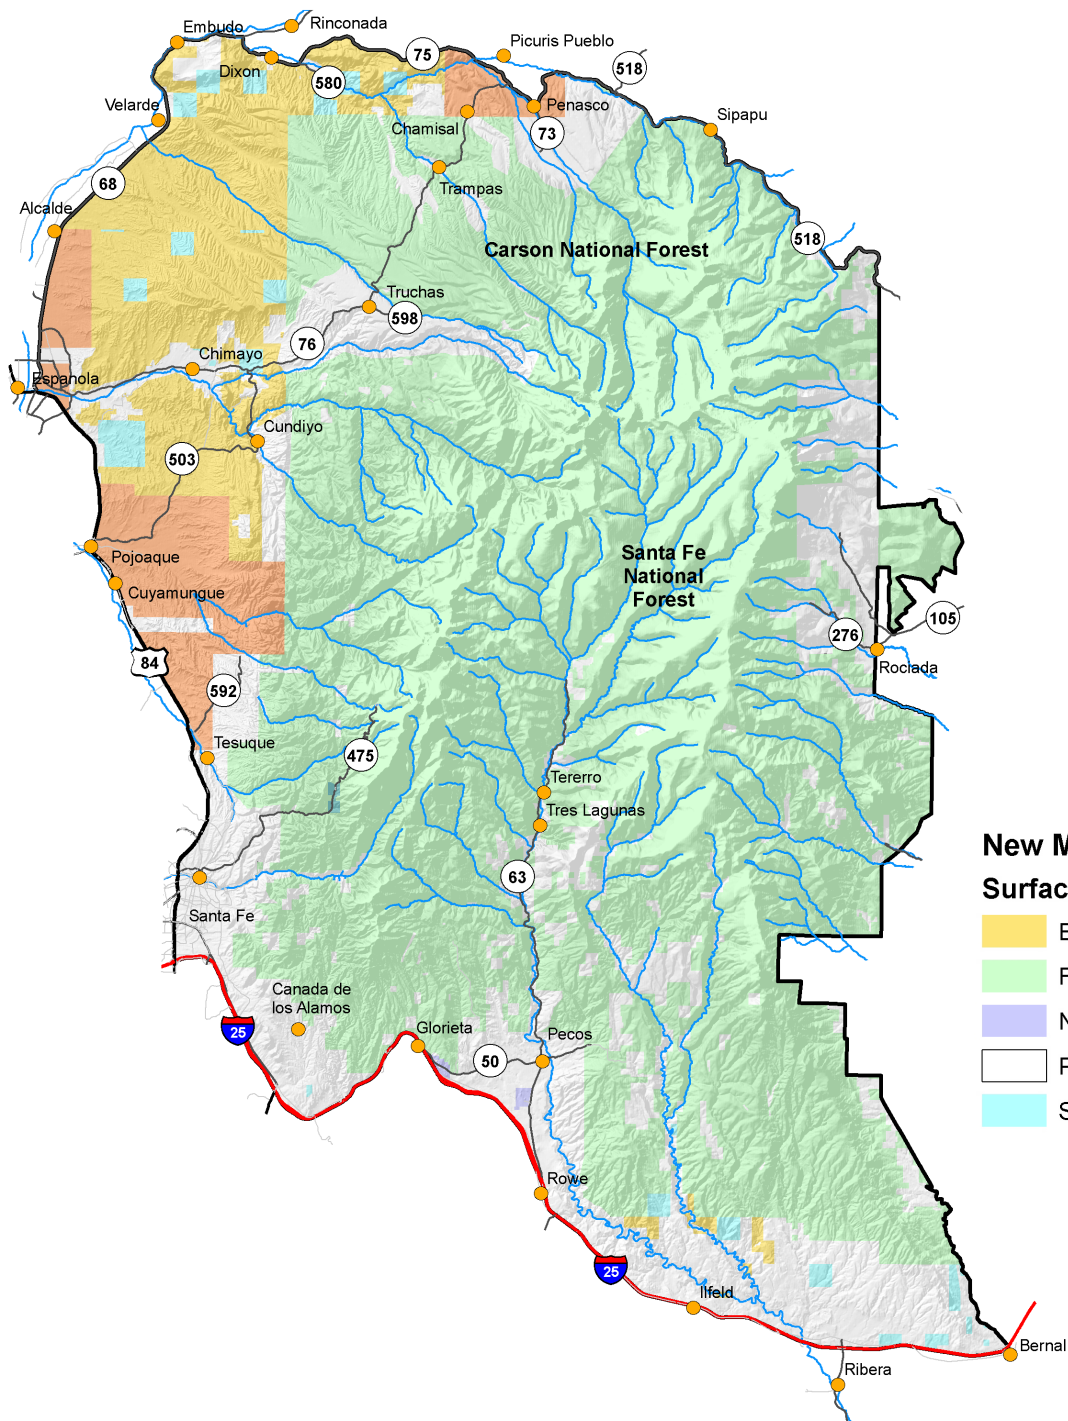 Embudo
Rinconada
Picuris Pueblo
75
518
Dixon
580
Velarde
Penasco
Sipapu
Chamisal
73
68
Trampas
Alcalde
518
Carson National Forest
Truchas
598
76
Chimayo
Espanola
Cundiyo
503
Santa Fe
National
Forest
Pojoaque
Cuyamungue
105
276
84
Rociada
592
Tesuque
475
Tererro
Tres Lagunas
New M
63
Surfac
Santa Fe
E
F
Canada de
los Alamos
N
25
Glorieta
Pecos
50
P
S
Rowe
25
Ilfeld
Bernal
Ribera